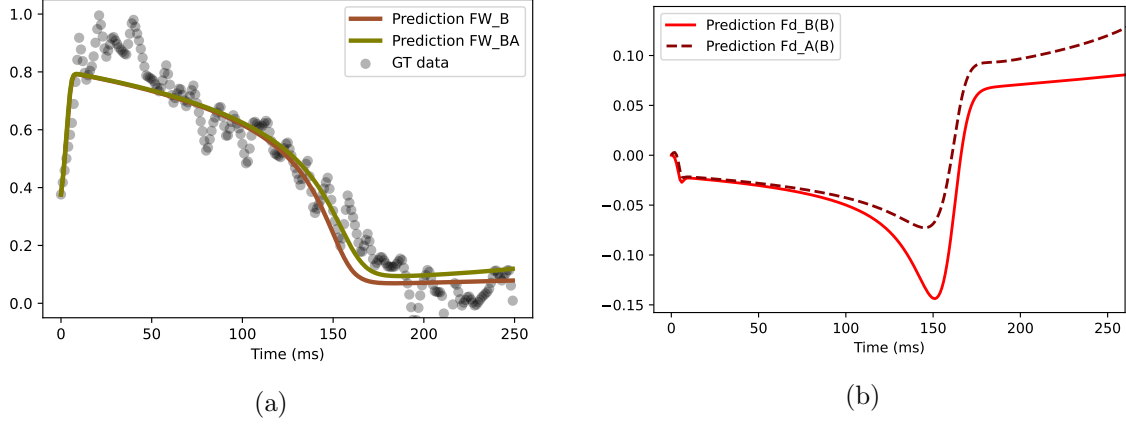 1.0
0.8
0.6
0.4
0.2
0.0
0
50
100
150
200
250
Time (ms)
Prediction FW_B
Prediction FW_BA
GT data
(a)
0.10
0.05
0.00
−0.05
−0.10
−0.15
0
50
100
150
200
250
Time (ms)
Prediction Fd_B(B)
Prediction Fd_A(B)
(b)